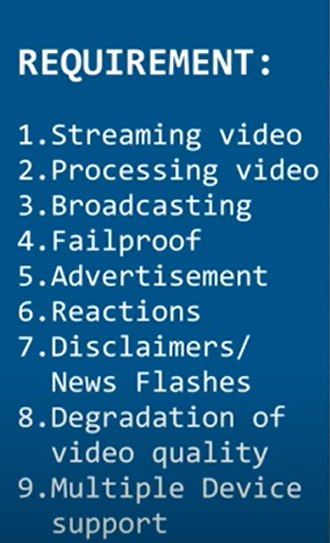 REQUIREMENT:
1.Streaming video
2.Processing video
3.Broadcasting
4.Failproof
5.Advertisement
6.Reactions
7.Disclaimers/
News Flashes
8.Degradation of
video quality
9.Multiple Device
support